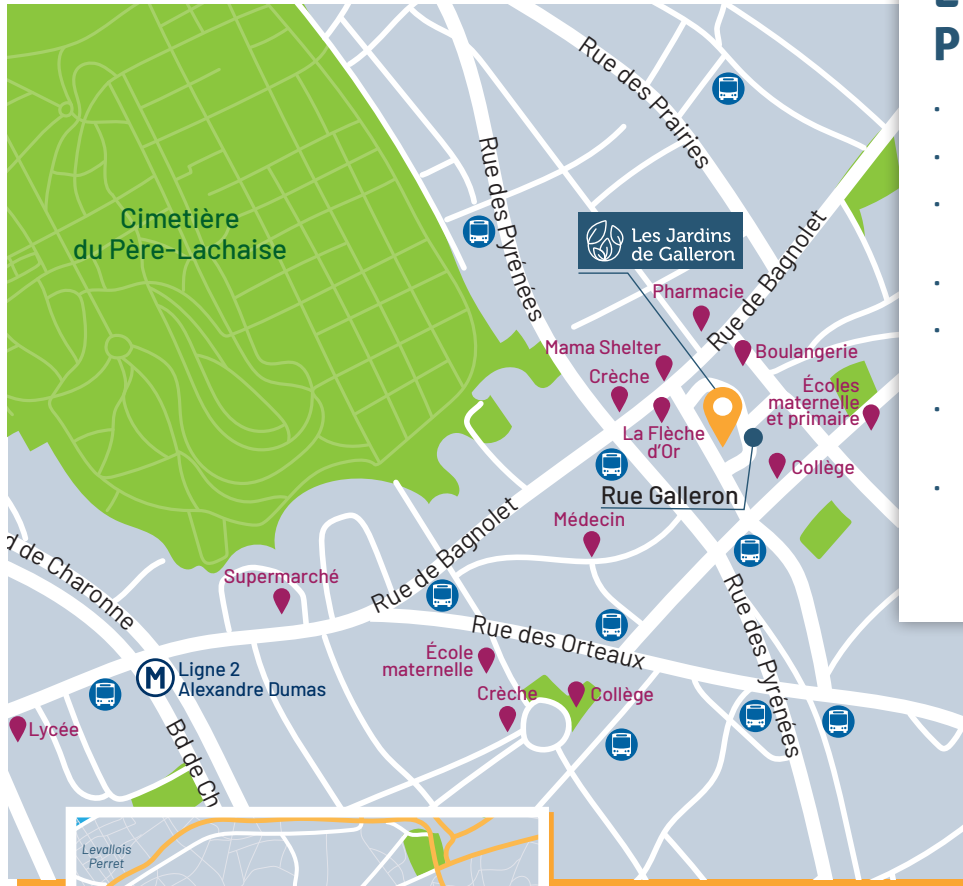 P
Rue des Prairies
Rue des Pyrénées
Cimetière
du Père-Lachaise
Les Jardins
de Galleron
Rue de Bagnolet
Pharmacie
Mama Shelter
Boulangerie
Crèche
Écoles
maternelle
et primaire
La Flèche
d'Or
Collège
Rue Galleron
Médecin
Rue de Bagnolet
d de Charonne
Supermarché
Rue des Orteaux
Rue des Pyrénées
École
maternelle
M
Ligne 2
Alexandre Dumas
Crèche
Collège
Lycée
Bd de Ch
Levallois
Perret